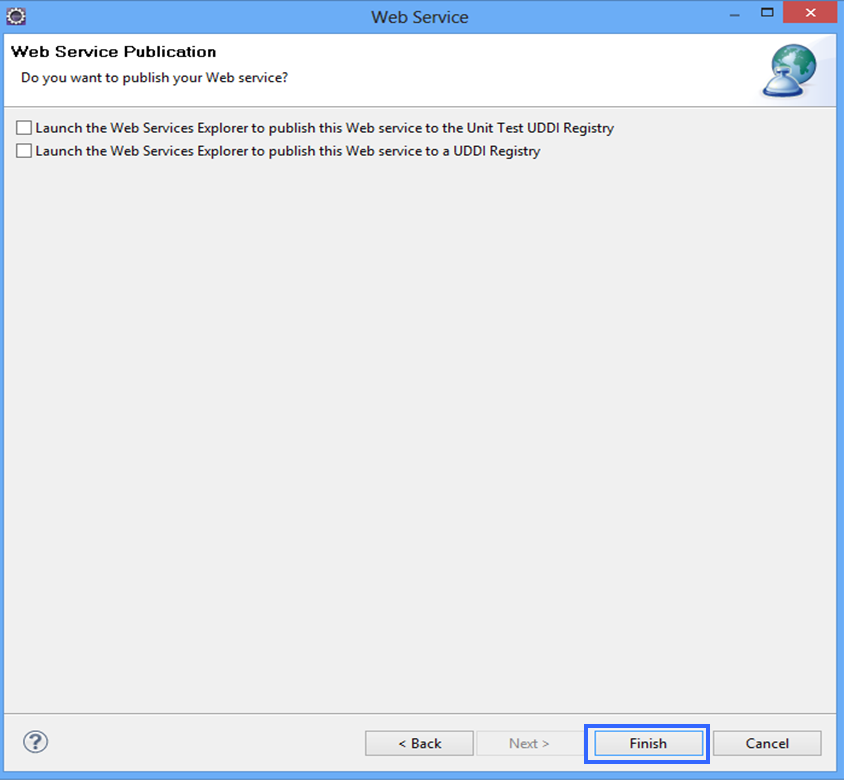 Web Service
Web Service Publication
Do you want to publish your Web service?
Launch the Web Services Explorer to publish this Web service to the Unit Test UDDI Registry
Launch the Web Services Explorer to publish this Web service to a UDDI Registry
?
< Back
Next >
Finish
Cancel